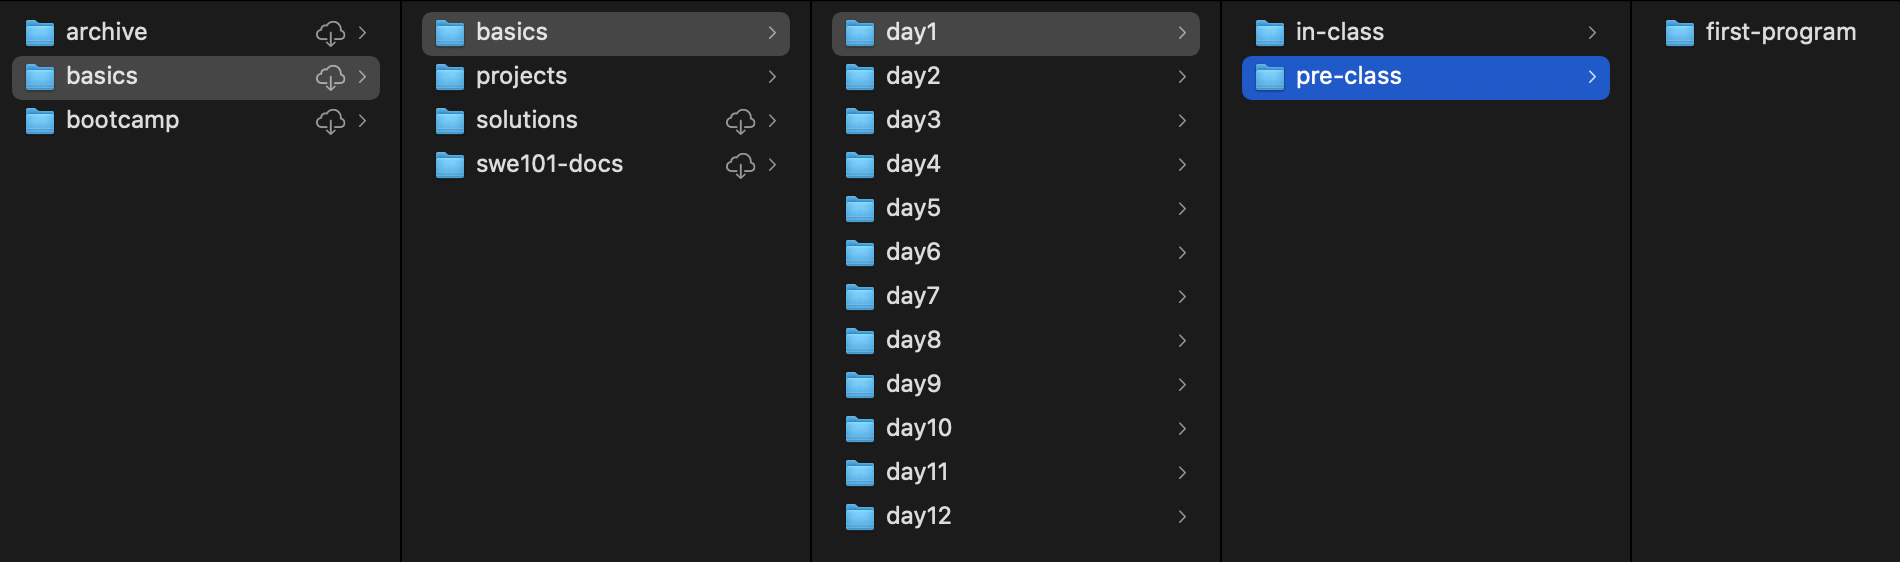 archive
basics
bootcamp
basics
projects
solutions
swe101-docs
day1
day2
day3
day4
day5
day6
day7
day8
day9
day10
day11
day12
in-class
pre-class
first-program